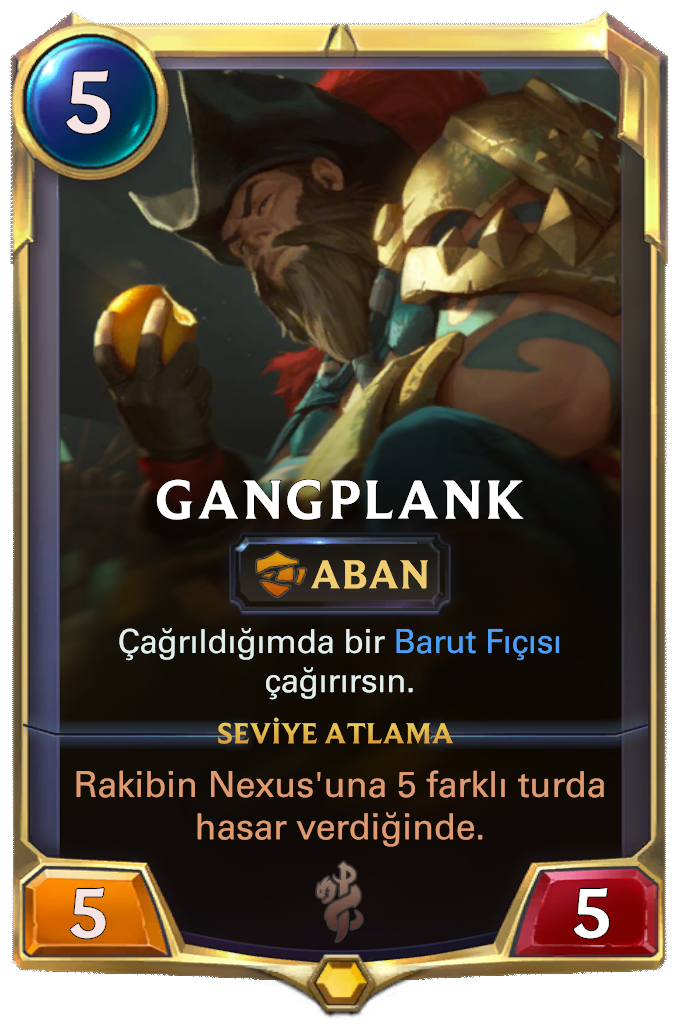 5
GANGPLANK
ABAN
Çağrıldığımda bir Barut Fıçısı
çağırırsın.
SEVİYE ATLAMA
Rakibin Nexus'una 5 farklı turda
hasar verdiğinde.
5 5